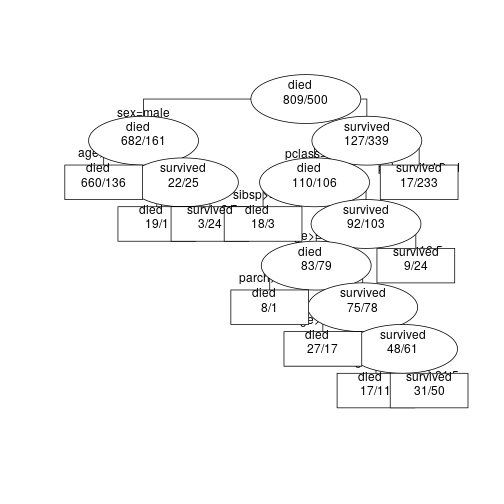 died
809/500
sex=male
died
682/161
survived
127/339
age
died
660/136
survived
22/25
pclass
died
110/106
survived
17/233
died
19/1
survived
3/24
sibsp
died
18/3
survived
92/103
died
83/79
survived
9/24
parch
died
8/1
survived
75/78
died
27/17
survived
48/61
died
17/11
survived
31/50